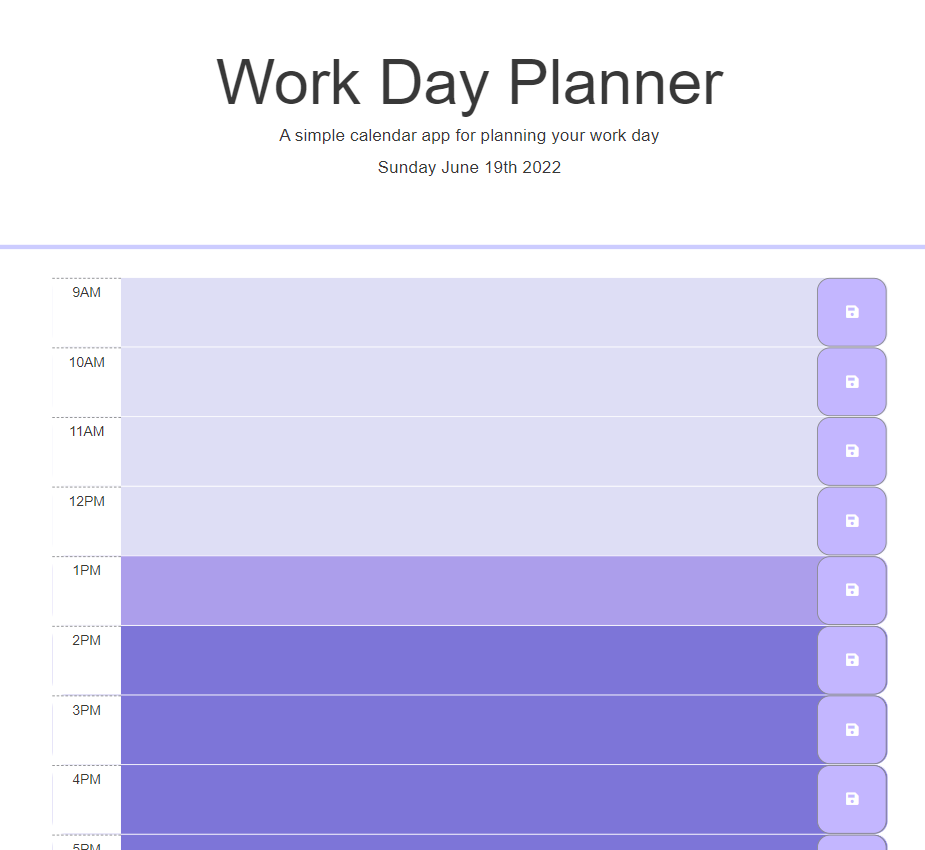 Work Day Planner
A simple calendar app for planning your work day
Sunday June 19th 2022
9AM
10AM
11AM
12PM
1PM
2PM
3PM
4PM
5PM